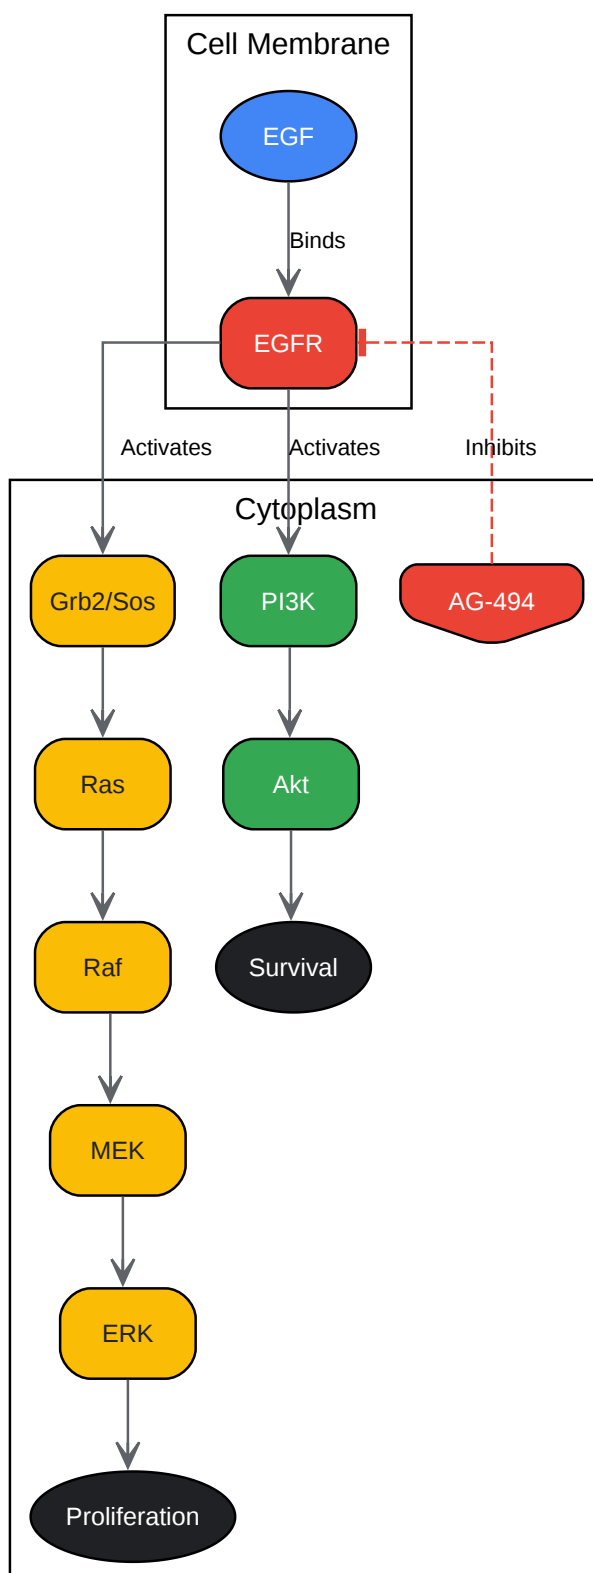 Cell Membrane
EGF
Binds
EGFR
Activates
Activates
Inhibits
Cytoplasm
Grb2/Sos
PI3K
AG-494
Ras
Akt
Raf
Survival
MEK
ERK
Proliferation